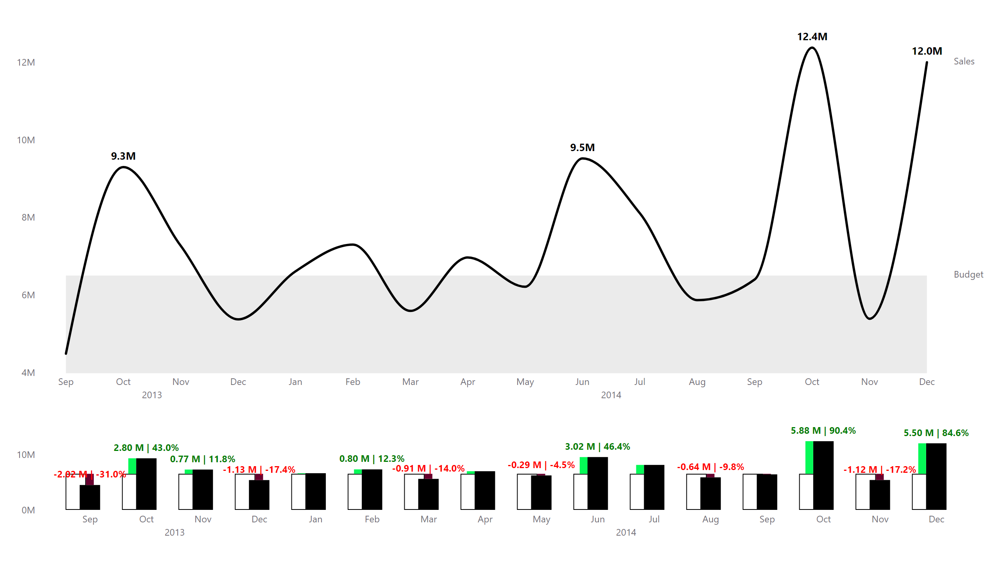 12.4M
12.0M
12M
Sales
10M
9.5M
9.3M
8M
Budget
6M
4M
Sep Oct Nov Dec Jan Feb Mar Apr May Jun Jul Aug Sep Oct Nov Dec
2013 2014
5.88 M | 90.4%
5.50 M | 84.6%
2.80 M | 43.0%
3.02 M | 46.4%
10M
0.77 M | 11.8%
0.80 M | 12.3%
-0.29 M | -4.5%
-0.64 M | -9.8%
-0.91 M | -14.0%
-1.13 M | -17.4%
-1.12 M | -17.2%
-2.02 M | -31.0%
0M
Sep Oct Nov Dec Jan Feb Mar Apr May Jun Jul Aug Sep Oct Nov Dec
2013 2014